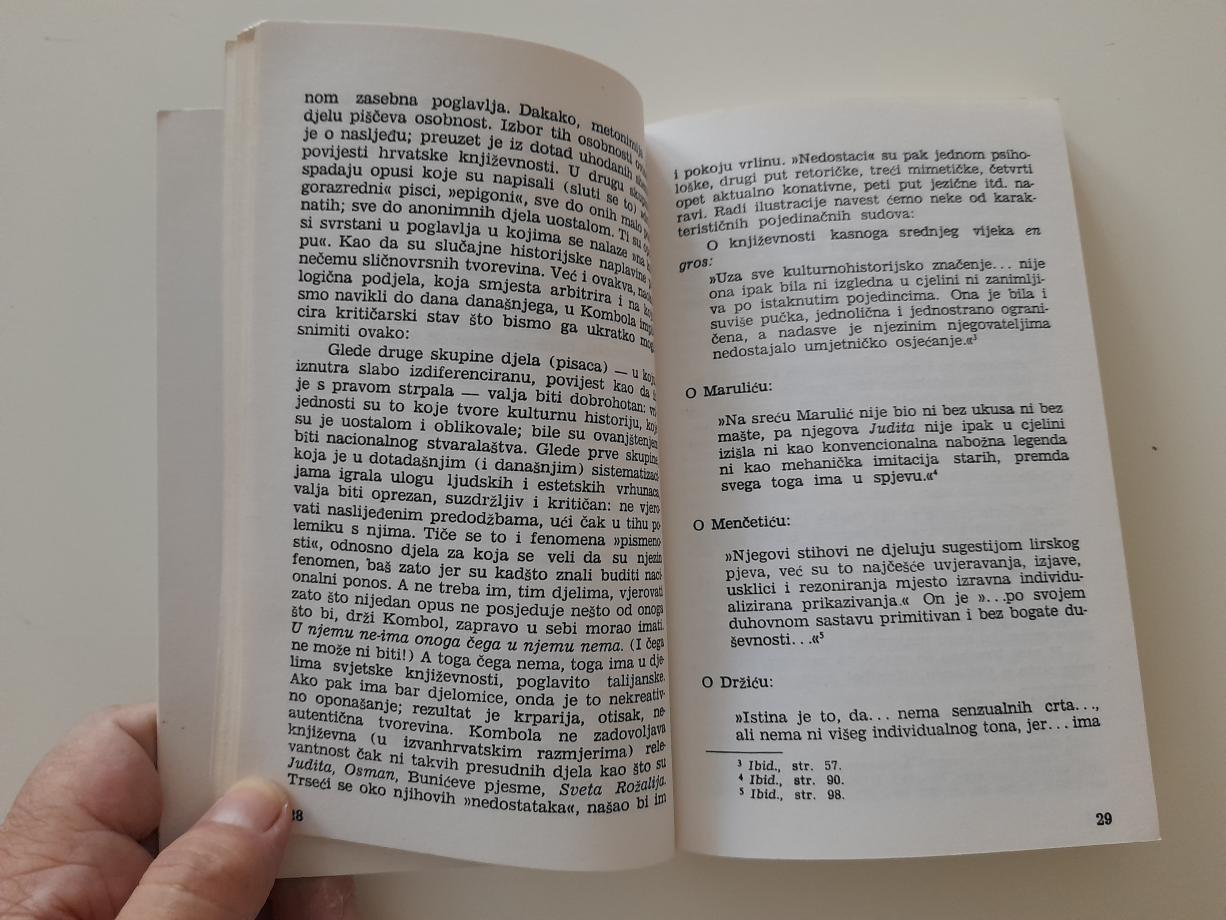 nom zasebna poglavlja. Dakako, metonimija
djelu piščeva osobnost. Izbor tih osobnosti
je o nasljeđu; preuzet je iz dotad uhodanih
povijesti hrvatske književnosti. U drugu skupinu
spadaju opusi koje su napisali (sluti se to)
gorazredni« pisci, »epigoni«, sve do onih malo
natih; sve do anonimnih djela uostalom. Ti su
si svrstani u poglavlja u kojima se nalaze »na
pu«. Kao da su slučajne historijske naplavine
nečemu sličnovrsnih tvorevina. Već i ovakva,
logična podjela, koja smjesta arbitrira i na
smo navikli do dana današnjega, u Kombola
cira kritičarski stav što bismo ga ukratko
snimiti ovako:
Glede druge skupine djela (pisaca) — u
iznutra slabo izdiferenciranu, povijest kao da
je s pravom strpala — valja biti dobrohotan:
jednosti su to koje tvore kulturnu historiju,
su je uostalom i oblikovale; bile su ovanjštenjen
biti nacionalnog stvaralaštva. Glede prve skupine
koja je u dotadašnjim (i današnjim) sistematizaci
jama igrala ulogu ljudskih i estetskih vrhunaca
valja biti oprezan, suzdržljiv i kritičan: ne vjero
vati naslijeđenim predodžbama, ući čak u tihu po-
lemiku s njima. Tiče se to i fenomena »pismeno-
sti«, odnosno djela za koja se veli da su njezin
fenomen, baš zato jer su kadšto znali buditi naci-
onalni ponos. A ne treba im, tim djelima, vjerovati
zato što nijedan opus ne posjeduje nešto od onoga
što bi, drži Kombol, zapravo u sebi morao imati.
U njemu ne-ima onoga čega u njemu nema. (I čega
ne može ni biti!) A toga čega nema, toga ima u dje-
lima svjetske književnosti, poglavito talijanske.
Ako pak ima bar djelomice, onda je to nekreativ-
no oponašanje; rezultat je krparija, otisak, ne-
autentična tvorevina. Kombola ne zadovoljava
književna (u izvanhrvatskim razmjerima) rele-
vantnost čak ni takvih presudnih djela kao što su
Judita, Osman, Bunićeve pjesme, Sveta Rožalija.
Trseći se oko njihovih »nedostataka«, našao bi im
i pokoju vrlinu. »Nedostaci« su pak jednom psiho-
loške, drugi put retoričke, treći mimetičke, četvrti
opet aktualno konativne, peti put jezične itd. na-
ravi. Radi ilustracije navest ćemo neke od karak-
terističnih pojedinačnih sudova:
O književnosti kasnoga srednjeg vijeka en
gros:
»Uza sve kulturnohistorijsko značenje... nije
ona ipak bila ni izgledna u cjelini ni zanimlji-
va po istaknutim pojedincima. Ona je bila i
suviše pučka, jednolična i jednostrano ograni-
čena, a nadasve je njezinim njegovateljima
nedostajalo umjetničko osjećanje.«³
O Maruliću:
»Na sreću Marulić nije bio ni bez ukusa ni bez
mašte, pa njegova Judita nije ipak u cjelini
izišla ni kao konvencionalna nabožna legenda
ni kao mehanička imitacija starih, premda
svega toga ima u spjevu.«⁴
O Menčetiću:
»Njegovi stihovi ne djeluju sugestijom lirskog
pjeva, već su to najčešće uvjeravanja, izjave,
usklici i rezoniranja mjesto izravna individu-
alizirana prikazivanja.« On je »...po svojem
duhovnom sastavu primitivan i bez bogate du-
ševnosti...«⁵
O Držiću:
»Istina je to, da... nema senzualnih crta...,
ali nema ni višeg individualnog tona, jer... ima
³ Ibid., str. 57.
⁴ Ibid., str. 90.
⁵ Ibid., str. 98.
29